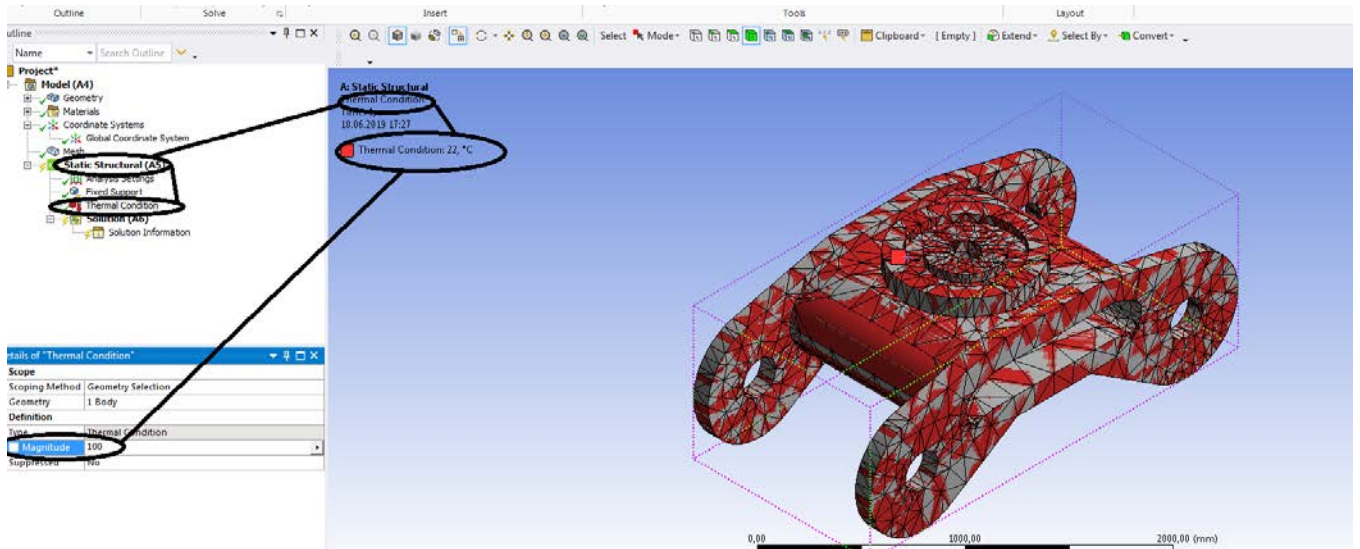 Outline Solve Insert Tools Layout
Select Mode Clipboard [Empty] Extend Select By Convert
Name Search Outline
Project*
Model (A4)
Geometry
Materials
Coordinate Systems
Global Coordinate System
Mesh
Static Structural (A5)
Analysis Settings
Fixed Support
Thermal Condition
Solution (A6)
Solution Information
A: Static Structural
Thermal Condition
10.06.2019 17:27
Thermal Condition: 22, °C
Details of "Thermal Condition"
Scope
Scoping Method Geometry Selection
Geometry 1 Body
Definition
Type Thermal Condition
Magnitude 100
Suppressed No
0,00 1000,00 2000,00 (mm)